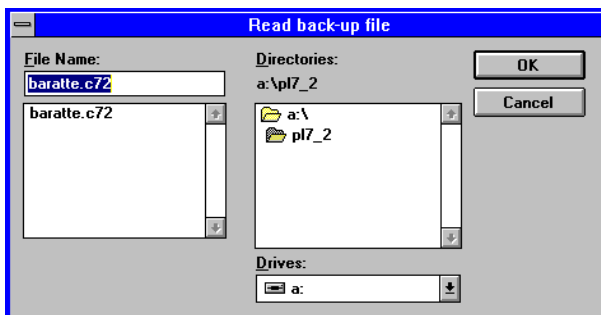 Read back-up file
File Name:
baratte.c72
baratte.c72
Directories:
a:\pl7_2
a:\
pl7_2
Drives:
a:
OK
Cancel